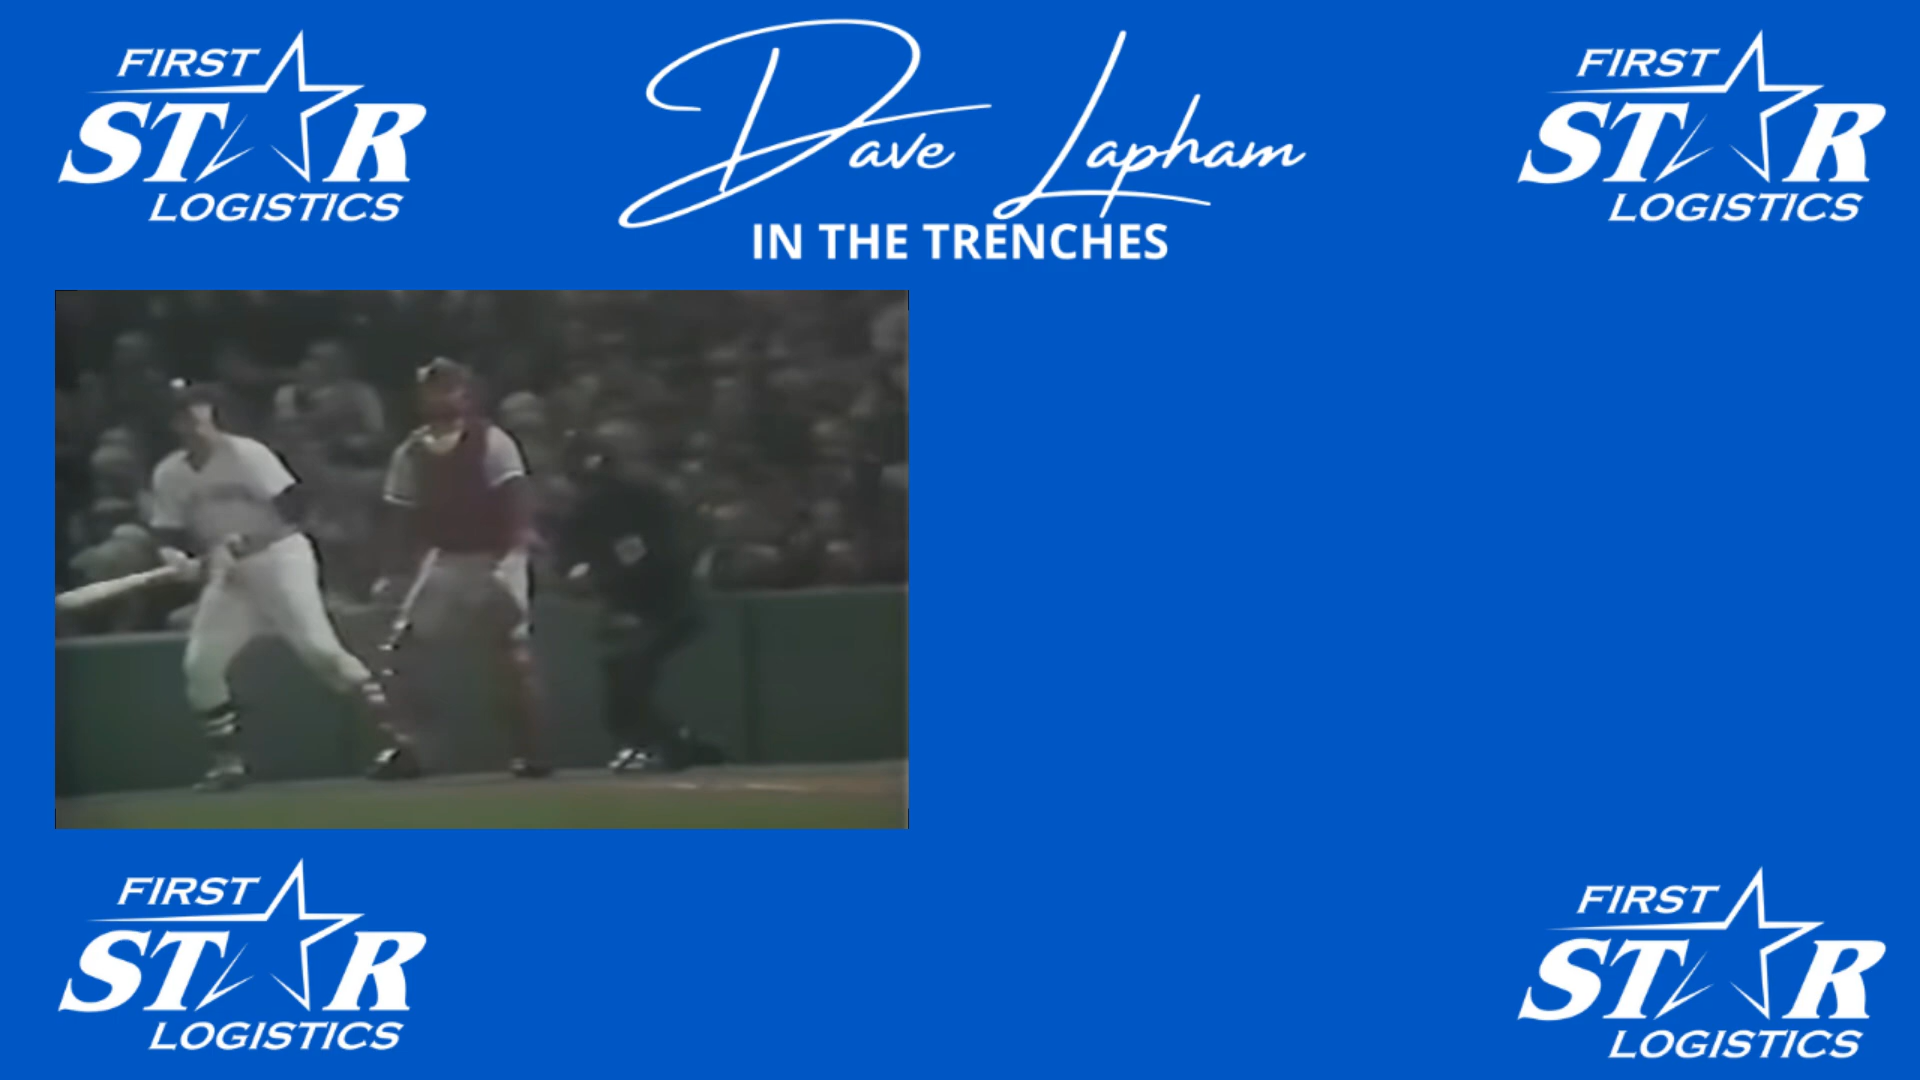 FIRST
STAR
LOGISTICS
Dave Lapham
IN THE TRENCHES
FIRST
STAR
LOGISTICS
FIRST
STAR
LOGISTICS
FIRST
STAR
LOGISTICS